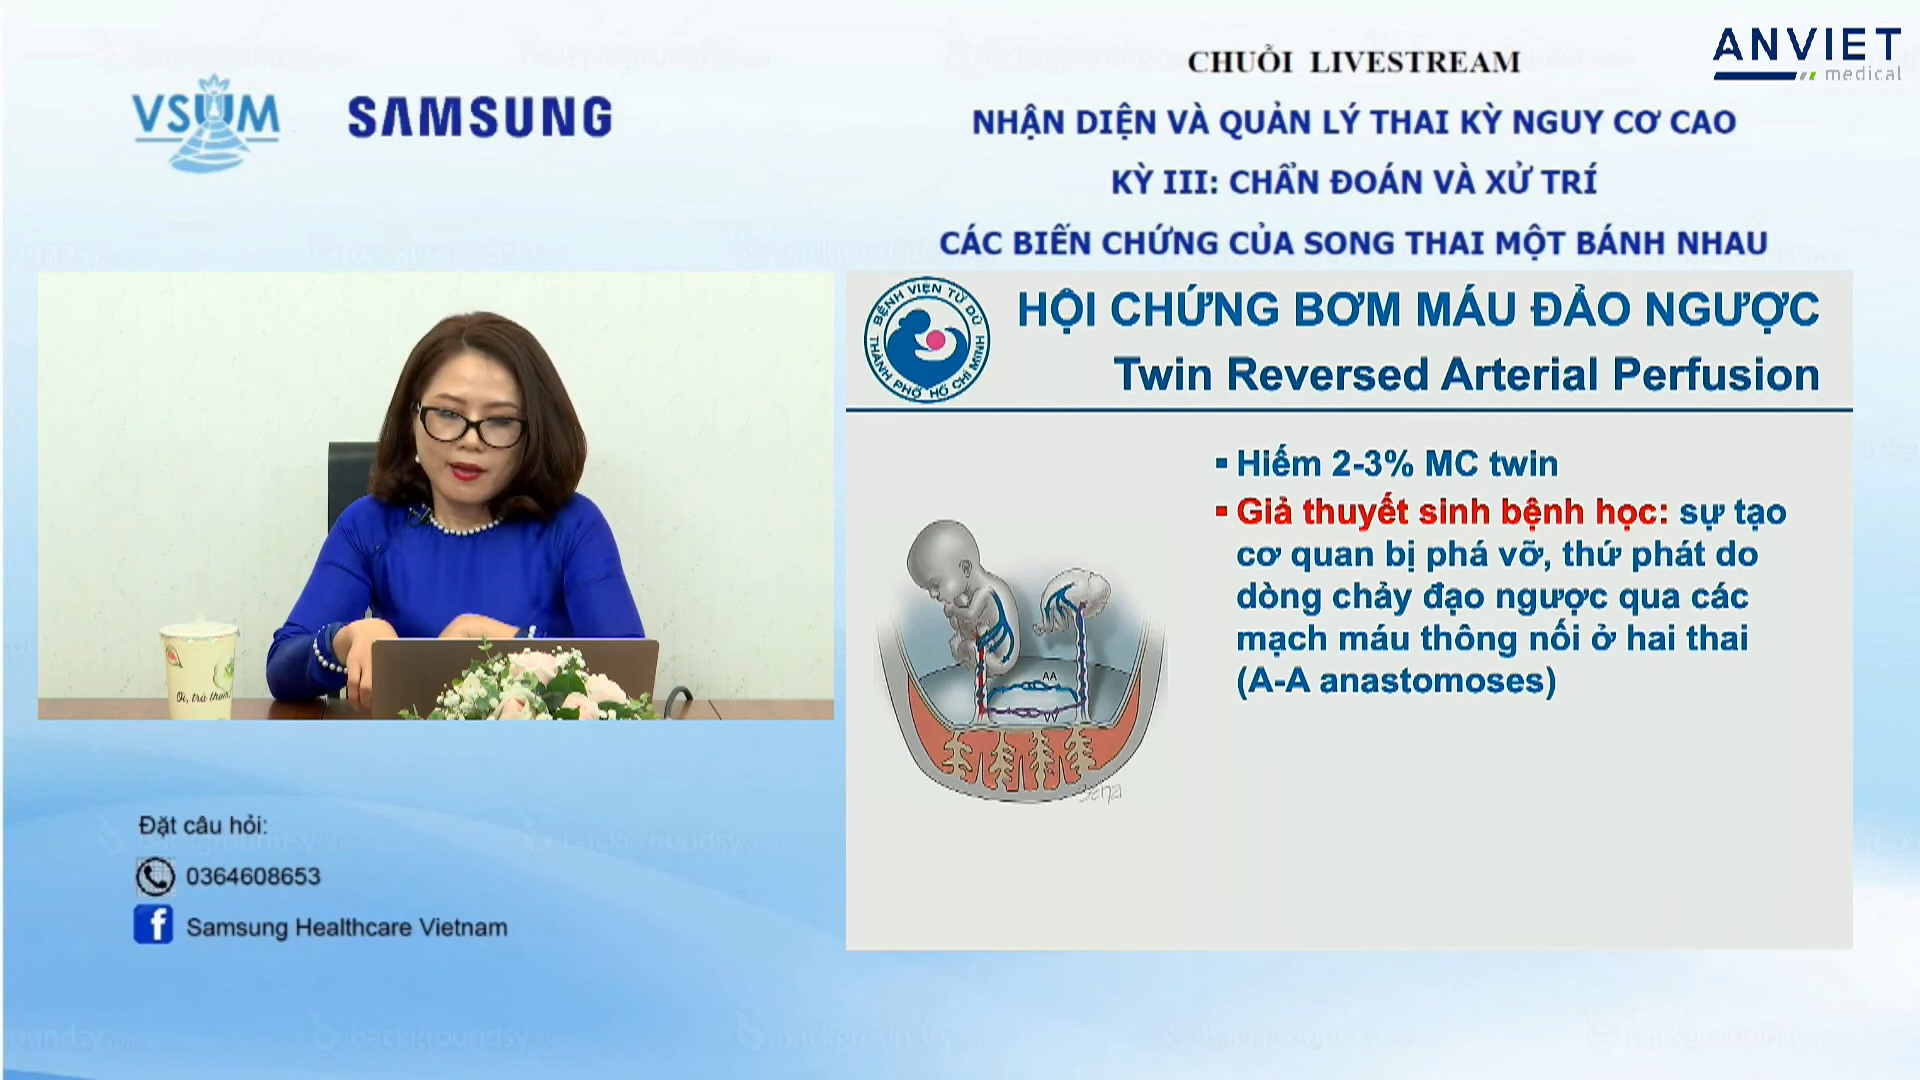 ANVIET
medical
CHUỖI LIVESTREAM
VSUM
SAMSUNG
NHẬN DIỆN VÀ QUẢN LÝ THAI KỲ NGUY CƠ CAO
KỲ III: CHẨN ĐOÁN VÀ XỬ TRÍ
CÁC BIẾN CHỨNG CỦA SONG THAI MỘT BÁNH NHAU
BỆNH VIỆN TỪ DŨ
THÀNH PHỐ HỒ CHÍ MINH
HỘI CHỨNG BƠM MÁU ĐẢO NGƯỢC
Twin Reversed Arterial Perfusion
▪ Hiếm 2-3% MC twin
▪ Giả thuyết sinh bệnh học: sự tạo
cơ quan bị phá vỡ, thứ phát do
dòng chảy đạo ngược qua các
mạch máu thông nối ở hai thai
(A-A anastomoses)
AA
VV
Đặt câu hỏi:
0364608653
Samsung Healthcare Vietnam